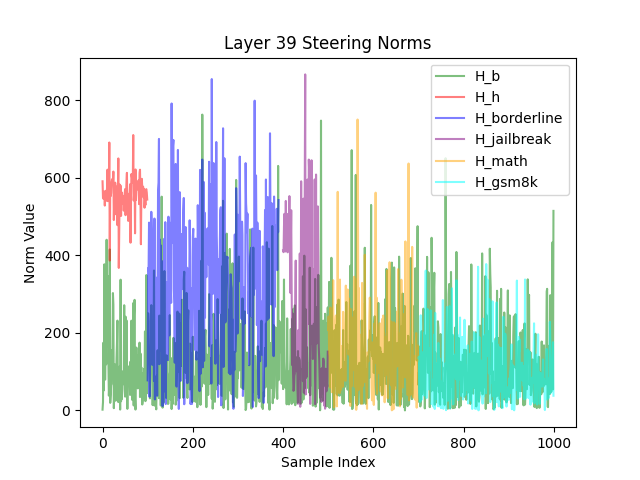 Layer 39 Steering Norms
Norm Value
800
600
400
200
0
0 200 400 600 800 1000
Sample Index
H_b
H_h
H_borderline
H_jailbreak
H_math
H_gsm8k